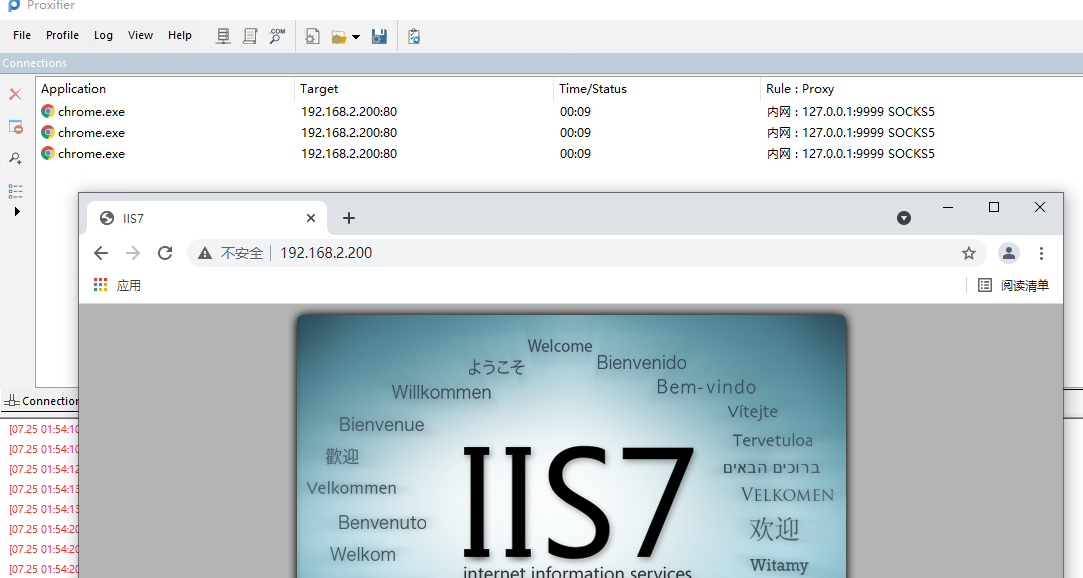 Proxifier
File Profile Log View Help .COM
Connections
Application Target Time/Status Rule : Proxy
chrome.exe 192.168.2.200:80 00:09 内网 : 127.0.0.1:9999 SOCKS5
chrome.exe 192.168.2.200:80 00:09 内网 : 127.0.0.1:9999 SOCKS5
chrome.exe 192.168.2.200:80 00:09 内网 : 127.0.0.1:9999 SOCKS5
IIS7
不安全 192.168.2.200
应用 阅读清单
Welcome
ようこそ Bienvenido
Willkommen Bem-vindo
Vítejte
Bienvenue Tervetuloa
歡迎 ברוכים הבאים
Velkommen VELKOMEN
IIS7
Benvenuto 欢迎
Welkom Witamy
internet information services
Connection
[07.25 01:54:10
[07.25 01:54:10
[07.25 01:54:12
[07.25 01:54:13
[07.25 01:54:13
[07.25 01:54:20
[07.25 01:54:20
[07.25 01:54:20